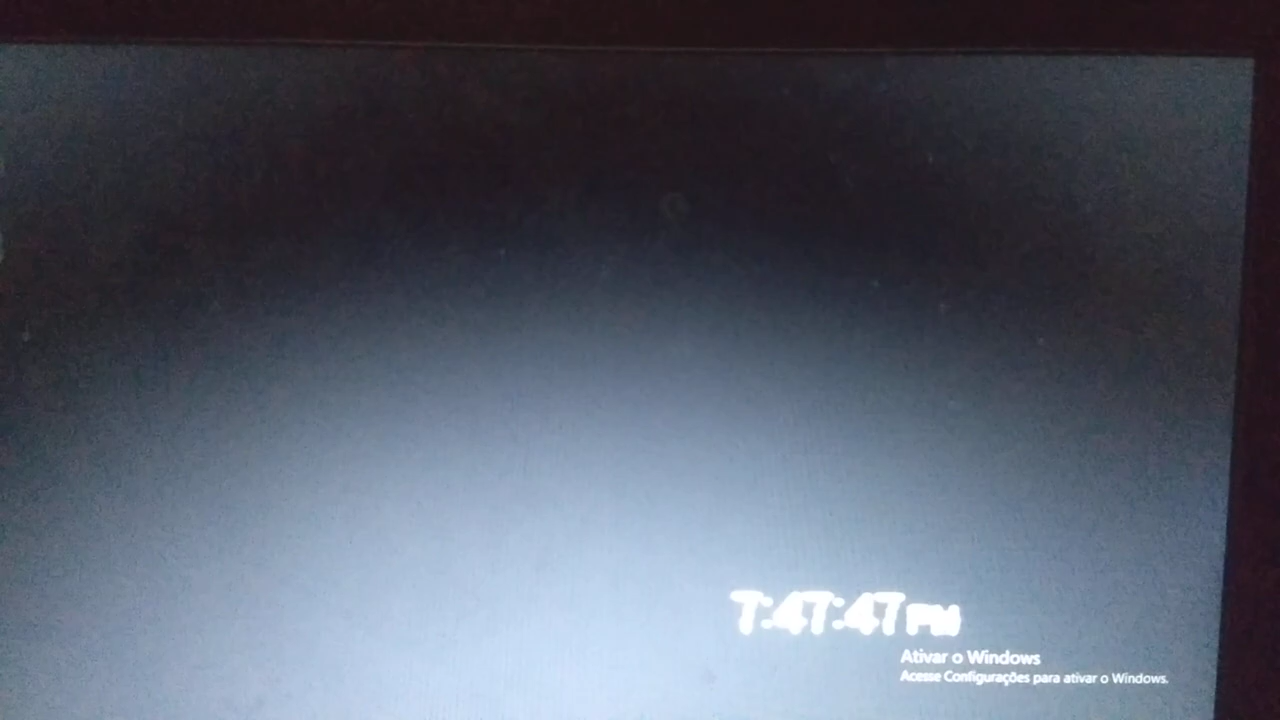 7:47:47 PM
Ativar o Windows
Acesse Configurações para ativar o Windows.